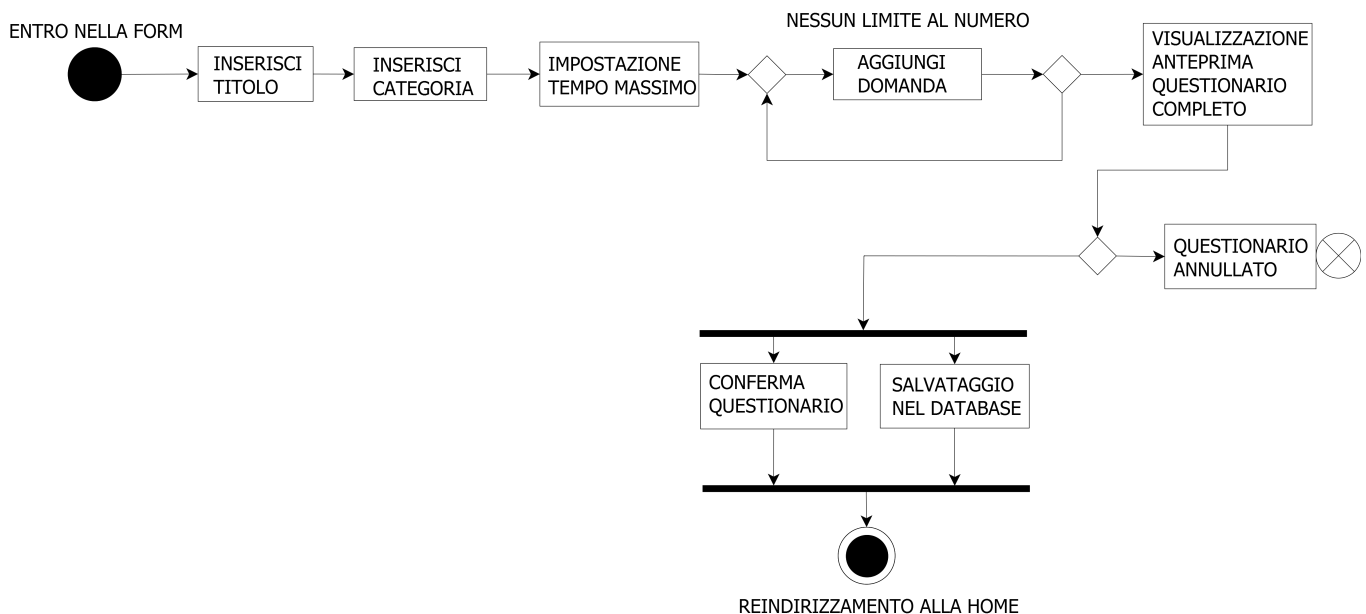 ENTRO NELLA FORM
INSERISCI
TITOLO
INSERISCI
CATEGORIA
IMPOSTAZIONE
TEMPO MASSIMO
NESSUN LIMITE AL NUMERO
AGGIUNGI
DOMANDA
VISUALIZZAZIONE
ANTEPRIMA
QUESTIONARIO
COMPLETO
QUESTIONARIO
ANNULLATO
CONFERMA
QUESTIONARIO
SALVATAGGIO
NEL DATABASE
REINDIRIZZAMENTO ALLA HOME